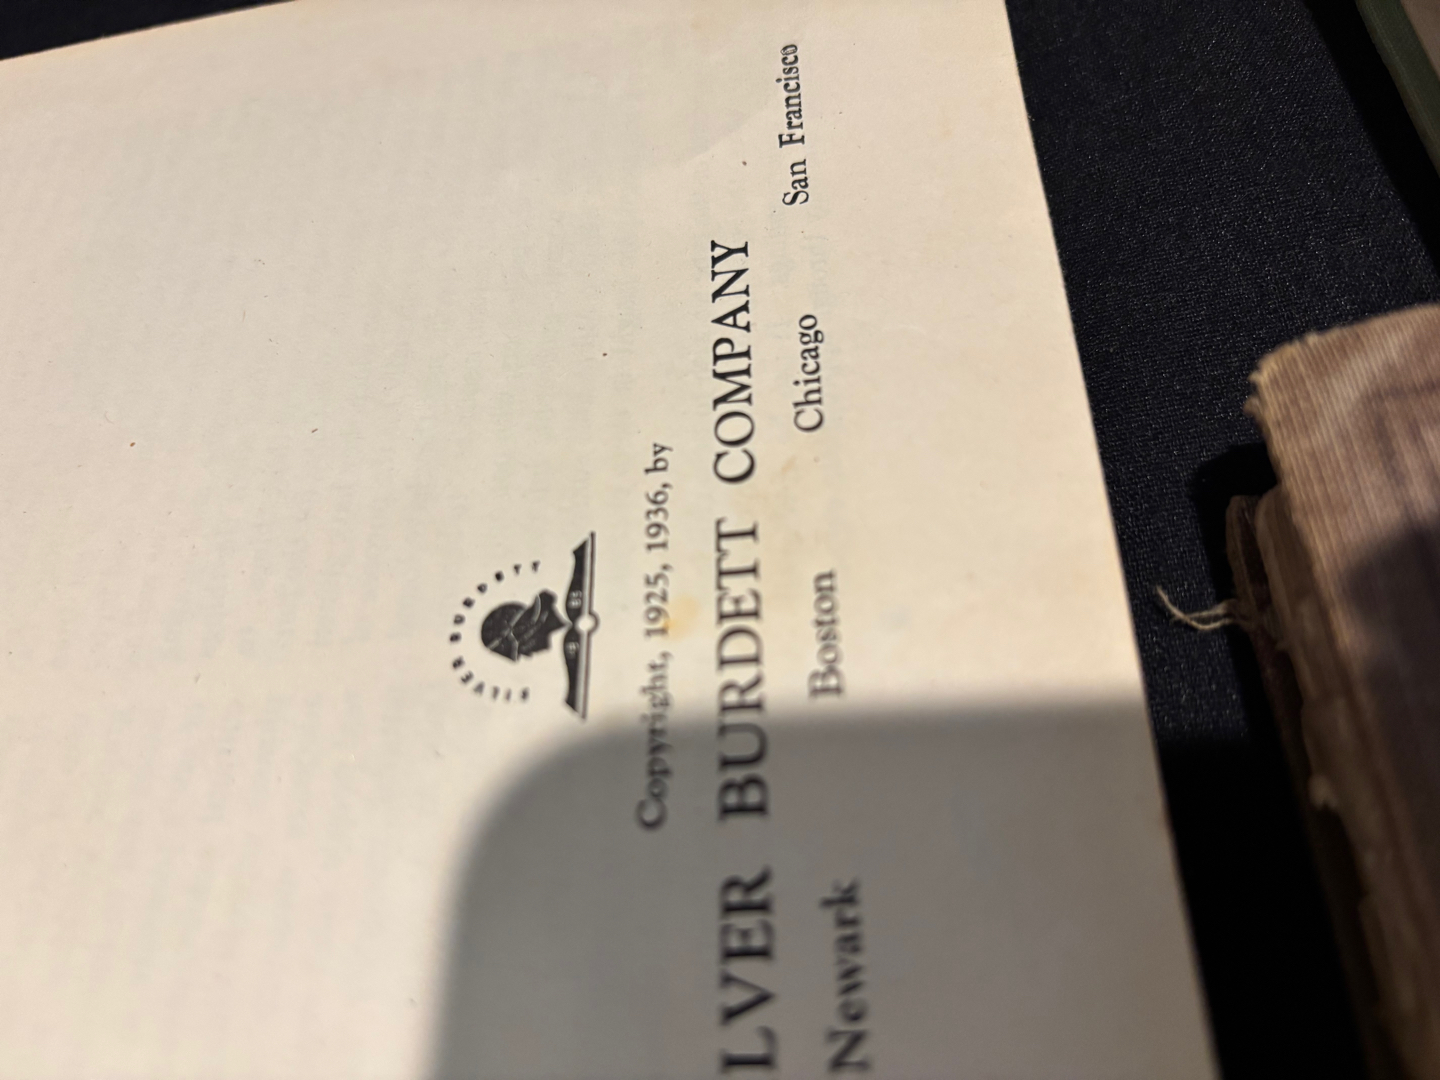 SILVER BURDETT
Copyright, 1925, 1936, by
LVER BURDETT COMPANY
Newark Boston Chicago San Francisco